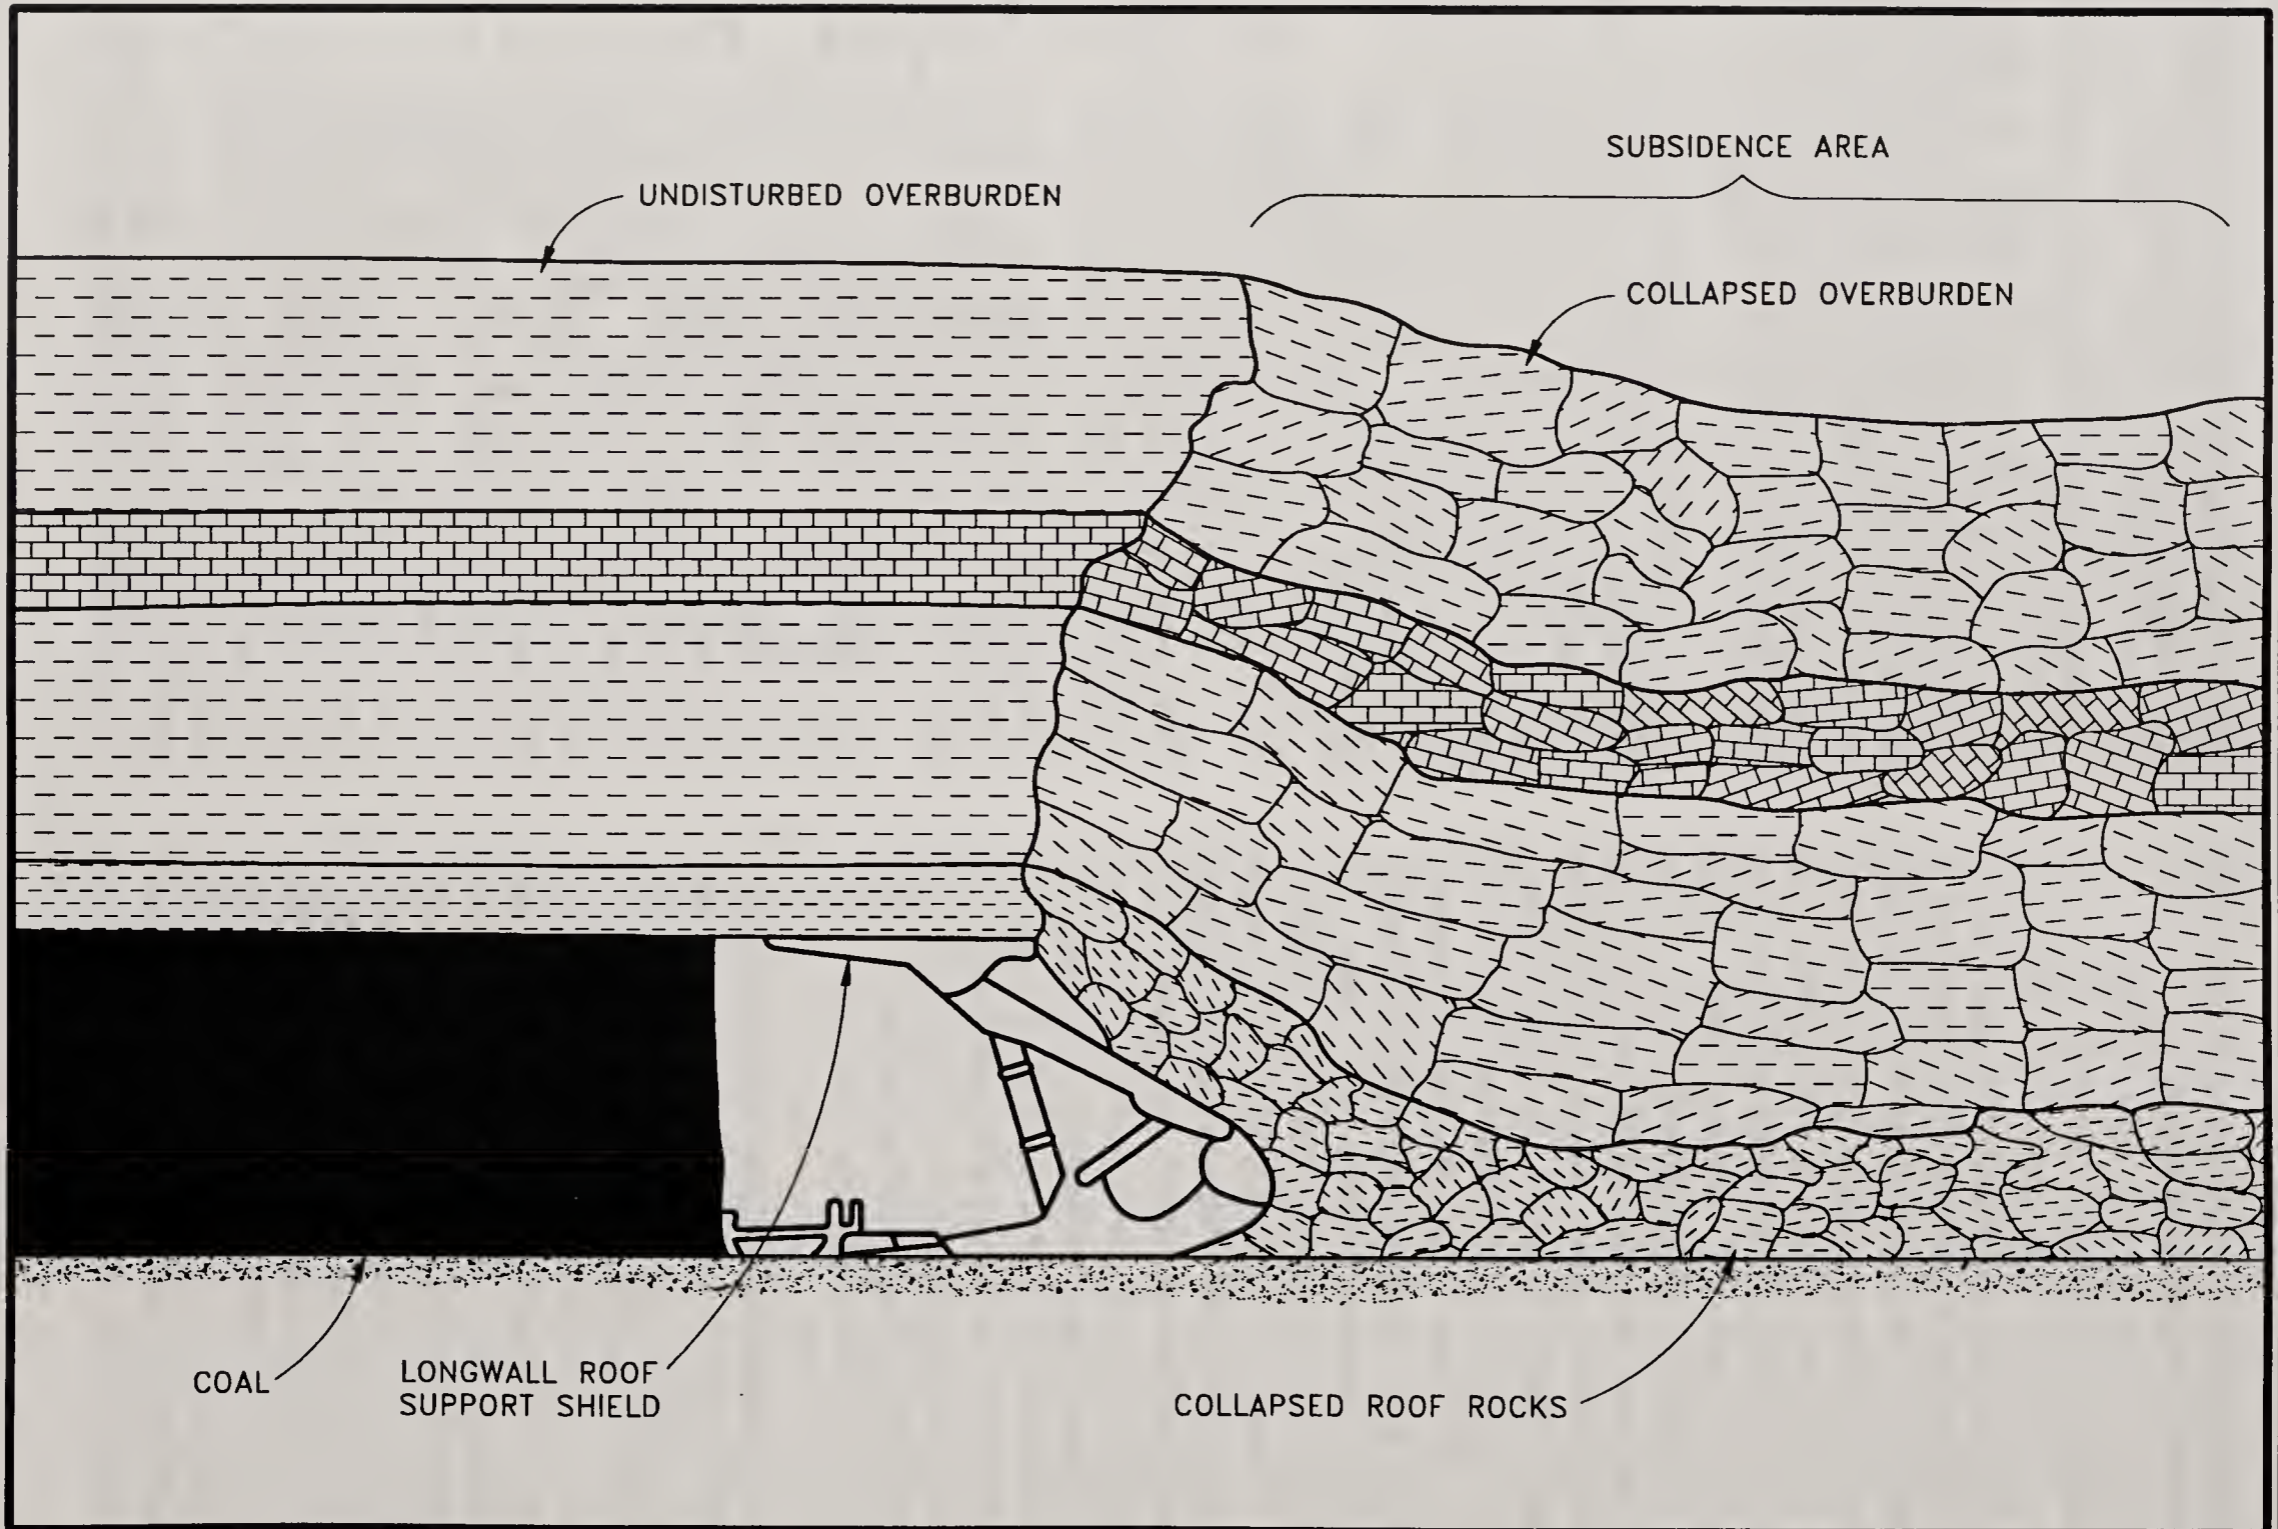 SUBSIDENCE AREA
UNDISTURBED OVERBURDEN
COLLAPSED OVERBURDEN
COAL
LONGWALL ROOF
SUPPORT SHIELD
COLLAPSED ROOF ROCKS